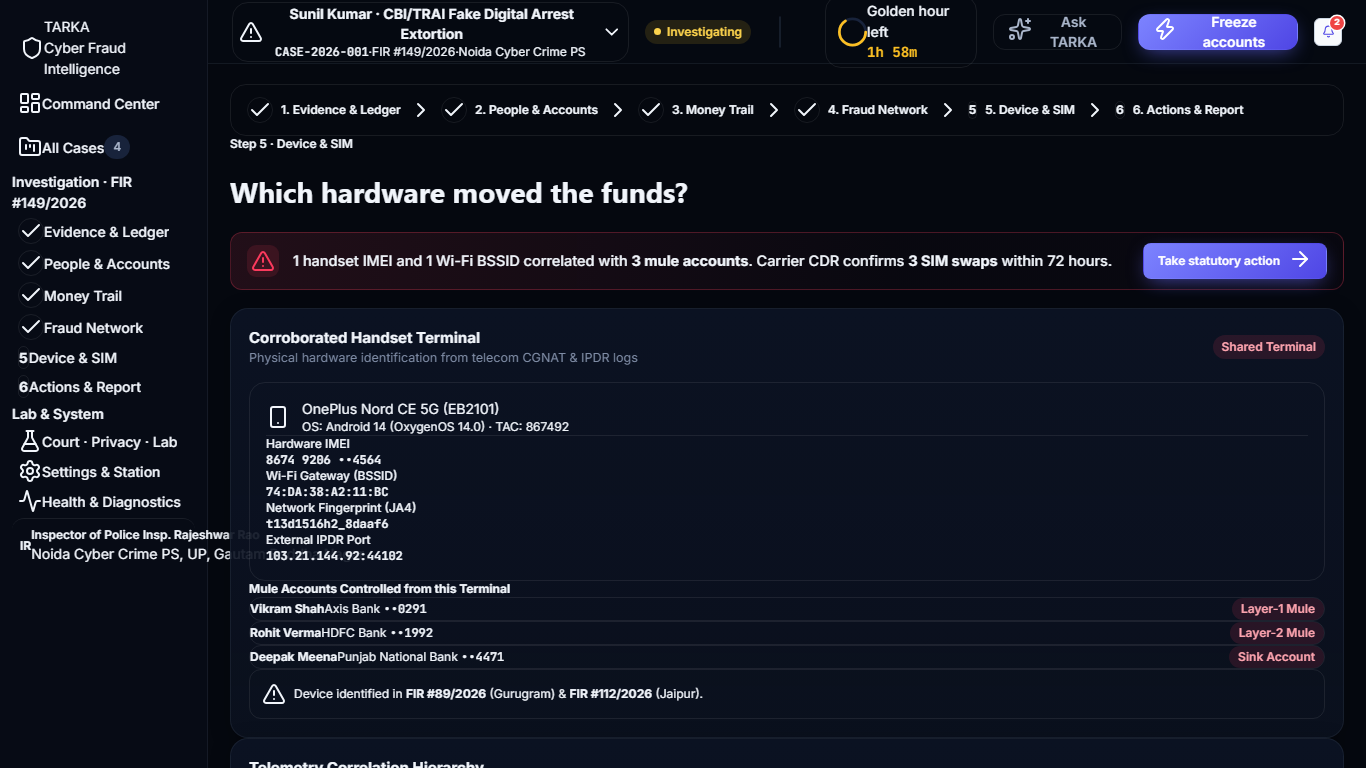 TARKA
Cyber Fraud
Intelligence
Command Center
All Cases 4
Investigation · FIR
#149/2026
Evidence & Ledger
People & Accounts
Money Trail
Fraud Network
5Device & SIM
6Actions & Report
Lab & System
Court · Privacy · Lab
Settings & Station
Health & Diagnostics
IR
Inspector of Police Insp. Rajeshwar Rao
Noida Cyber Crime PS, UP, Gautam
Sunil Kumar · CBI/TRAI Fake Digital Arrest
Extortion
CASE-2026-001·FIR #149/2026·Noida Cyber Crime PS
Investigating
Golden hour
left
1h 58m
Ask
TARKA
Freeze
accounts
2
1. Evidence & Ledger
2. People & Accounts
3. Money Trail
4. Fraud Network
5 5. Device & SIM
6 6. Actions & Report
Step 5 · Device & SIM
Which hardware moved the funds?
1 handset IMEI and 1 Wi-Fi BSSID correlated with 3 mule accounts. Carrier CDR confirms 3 SIM swaps within 72 hours.
Take statutory action
Corroborated Handset Terminal
Physical hardware identification from telecom CGNAT & IPDR logs
Shared Terminal
OnePlus Nord CE 5G (EB2101)
OS: Android 14 (OxygenOS 14.0) · TAC: 867492
Hardware IMEI
8674 9206 ••4564
Wi-Fi Gateway (BSSID)
74:DA:38:A2:11:BC
Network Fingerprint (JA4)
t13d1516h2_8daaf6
External IPDR Port
103.21.144.92:44102
Mule Accounts Controlled from this Terminal
Vikram ShahAxis Bank ••0291
Layer-1 Mule
Rohit VermaHDFC Bank ••1992
Layer-2 Mule
Deepak MeenaPunjab National Bank ••4471
Sink Account
Device identified in FIR #89/2026 (Gurugram) & FIR #112/2026 (Jaipur).
Telemetry Correlation Hierarchy